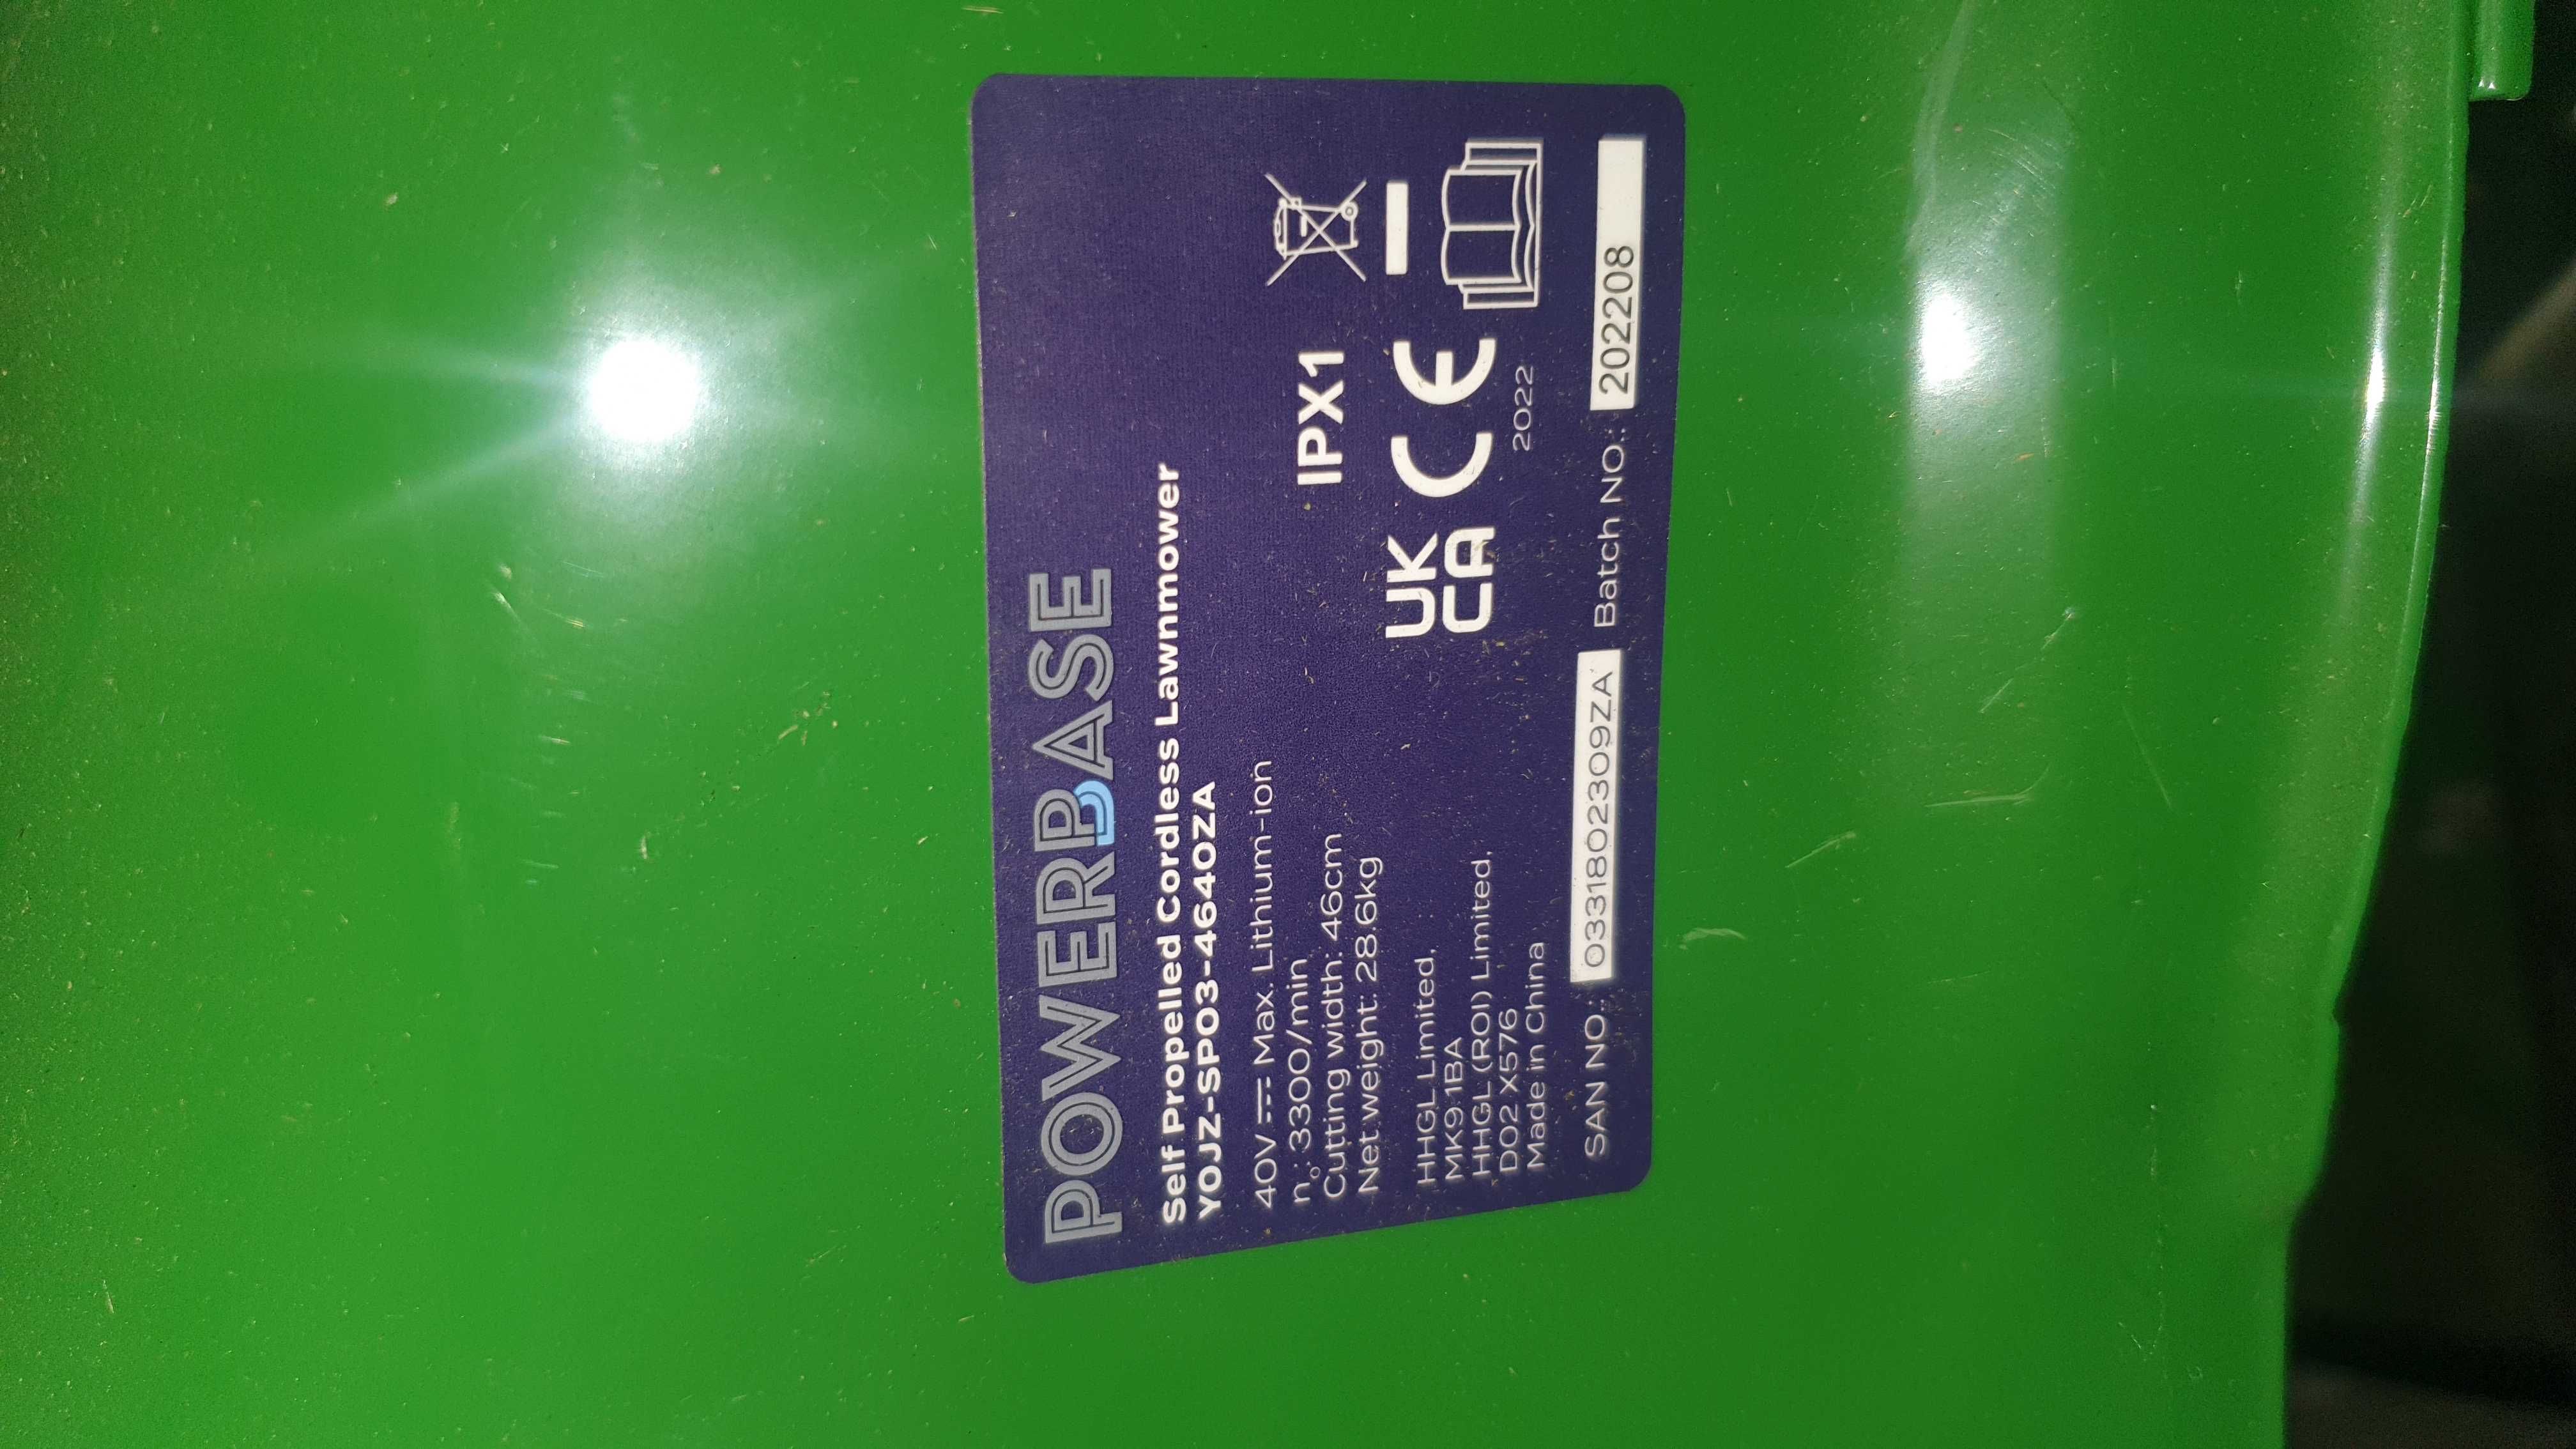 POWERBASE
Self Propelled Cordless Lawnmower
YOJZ-SP03-4640ZA
40V Max. Lithium-ion
n₀: 3300/min
Cutting width: 46cm
Net weight: 28.6kg
IPX1
HHGL Limited,
MK9 1BA
HHGL (ROI) Limited,
D02 X576
Made in China
UK
CA
CE
2022
SAN NO.: 0331802309ZA Batch NO.: 202208